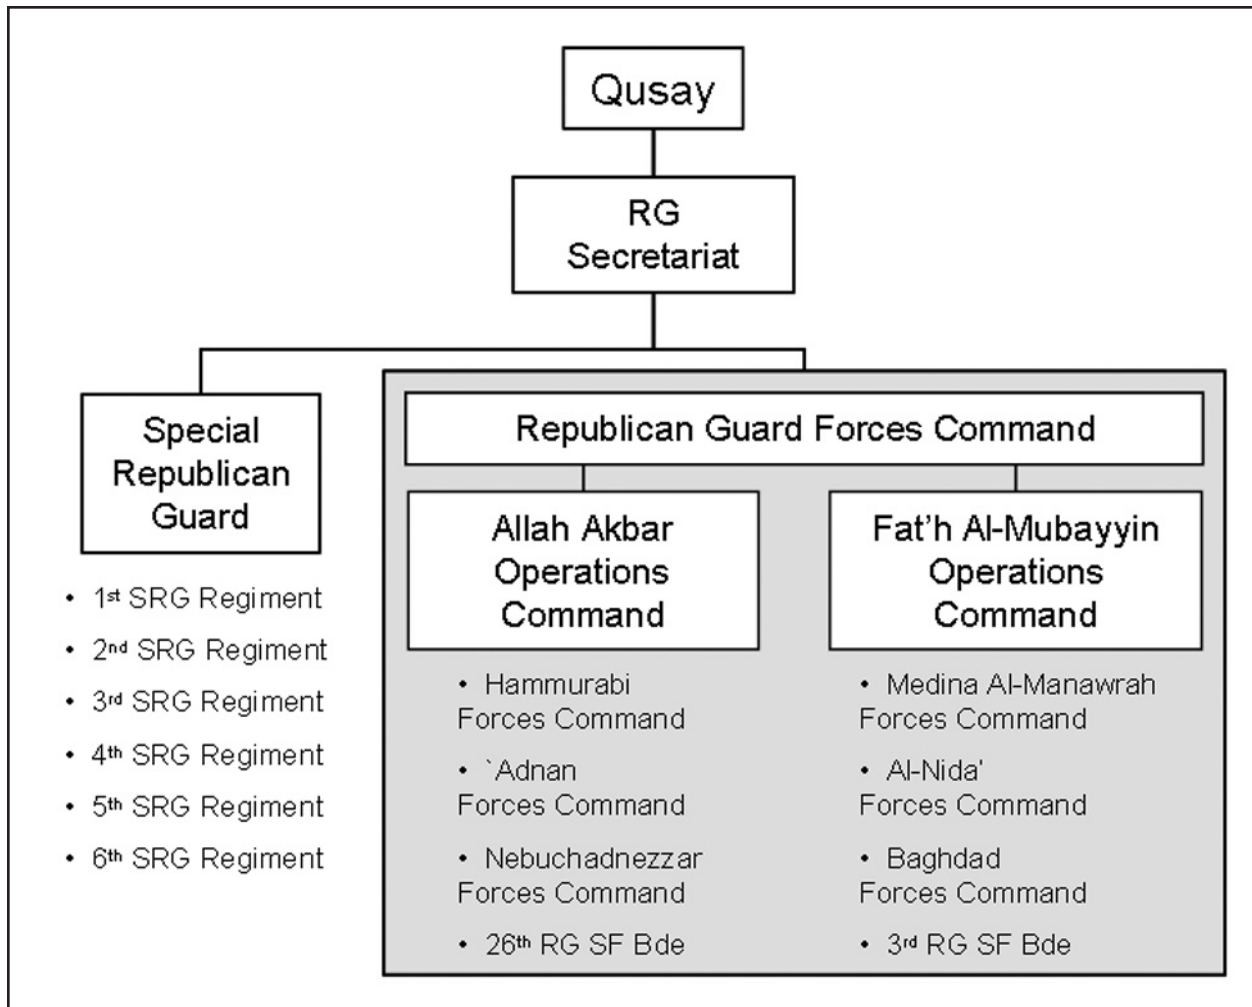 Qusay
RG
Secretariat
Special
Republican
Guard
• 1st SRG Regiment
• 2nd SRG Regiment
• 3rd SRG Regiment
• 4th SRG Regiment
• 5th SRG Regiment
• 6th SRG Regiment
Republican Guard Forces Command
Allah Akbar
Operations
Command
• Hammurabi
Forces Command
• `Adnan
Forces Command
• Nebuchadnezzar
Forces Command
• 26th RG SF Bde
Fat'h Al-Mubayyin
Operations
Command
• Medina Al-Manawrah
Forces Command
• Al-Nida'
Forces Command
• Baghdad
Forces Command
• 3rd RG SF Bde